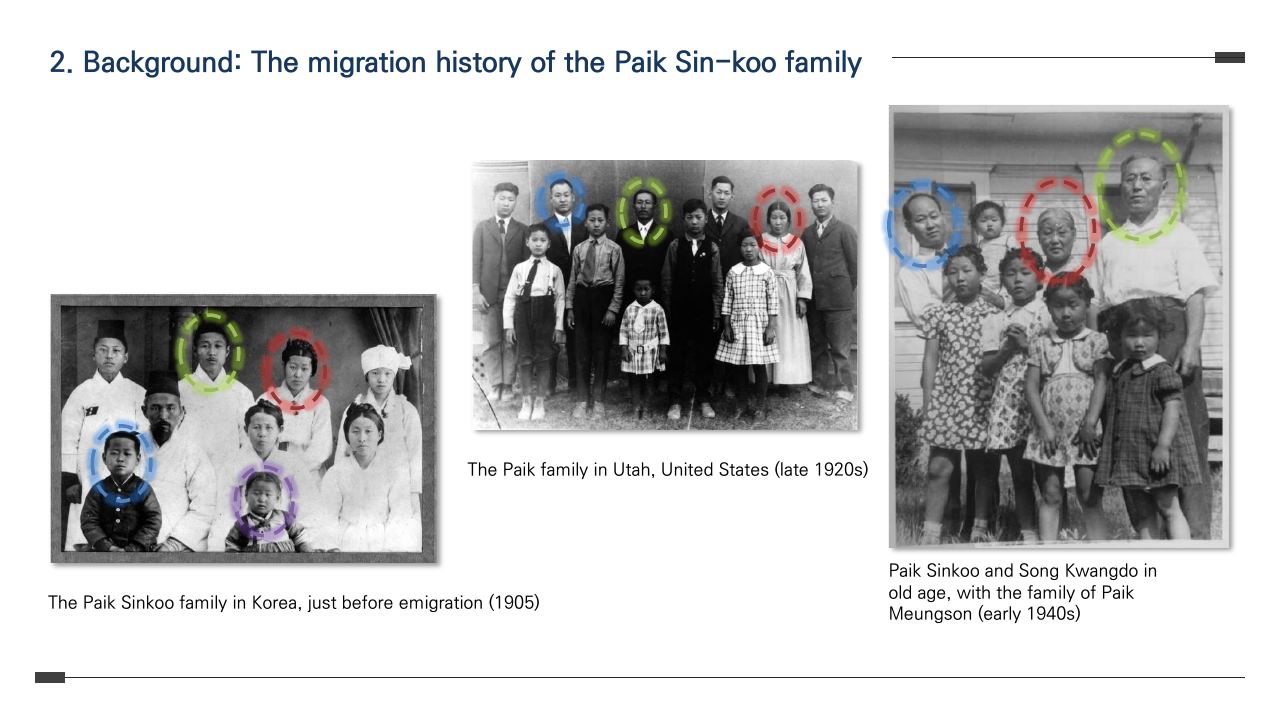 2. Background: The migration history of the Paik Sin-koo family
The Paik family in Utah, United States (late 1920s)
Paik Sinkoo and Song Kwangdo in
old age, with the family of Paik
Meungson (early 1940s)
The Paik Sinkoo family in Korea, just before emigration (1905)